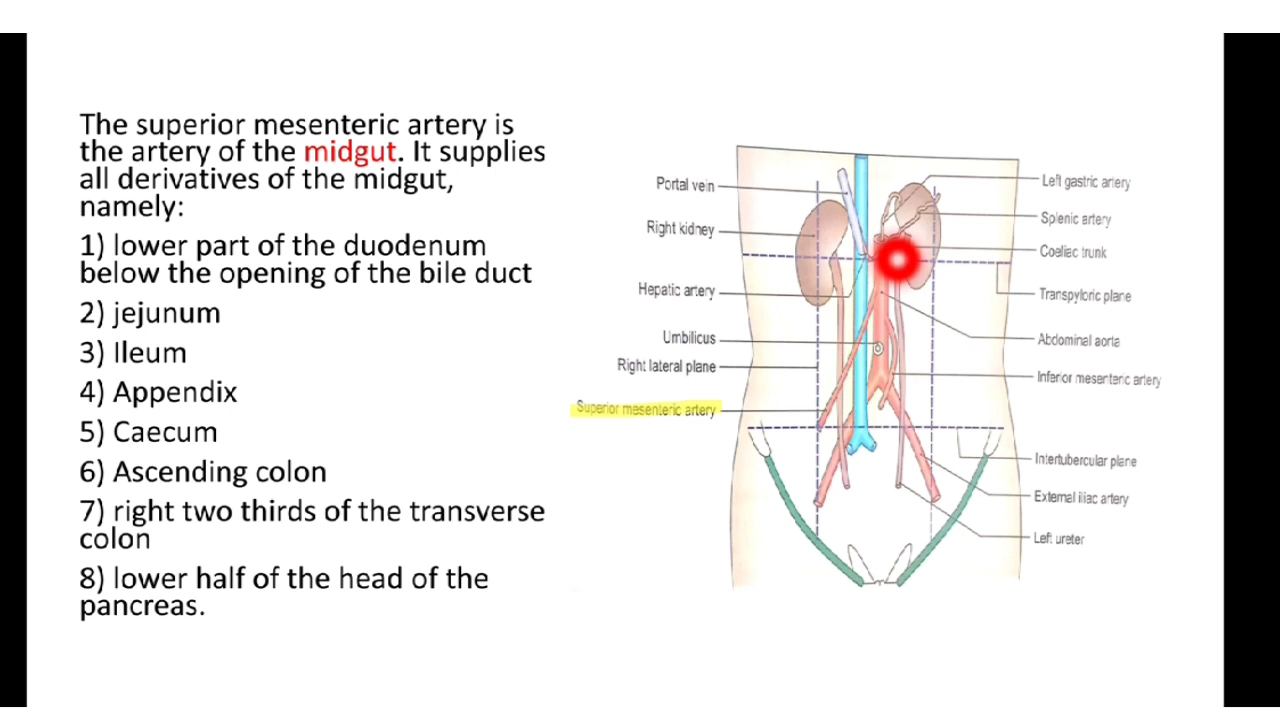 The superior mesenteric artery is
the artery of the midgut. It supplies
all derivatives of the midgut,
namely:
1) lower part of the duodenum
below the opening of the bile duct
2) jejunum
3) Ileum
4) Appendix
5) Caecum
6) Ascending colon
7) right two thirds of the transverse
colon
8) lower half of the head of the
pancreas.
Portal vein
Right kidney
Hepatic artery
Umbilicus
Right lateral plane
Superior mesenteric artery
Left gastric artery
Splenic artery
Coeliac trunk
Transpyloric plane
Abdominal aorta
Inferior mesenteric artery
Intertubercular plane
External iliac artery
Left ureter